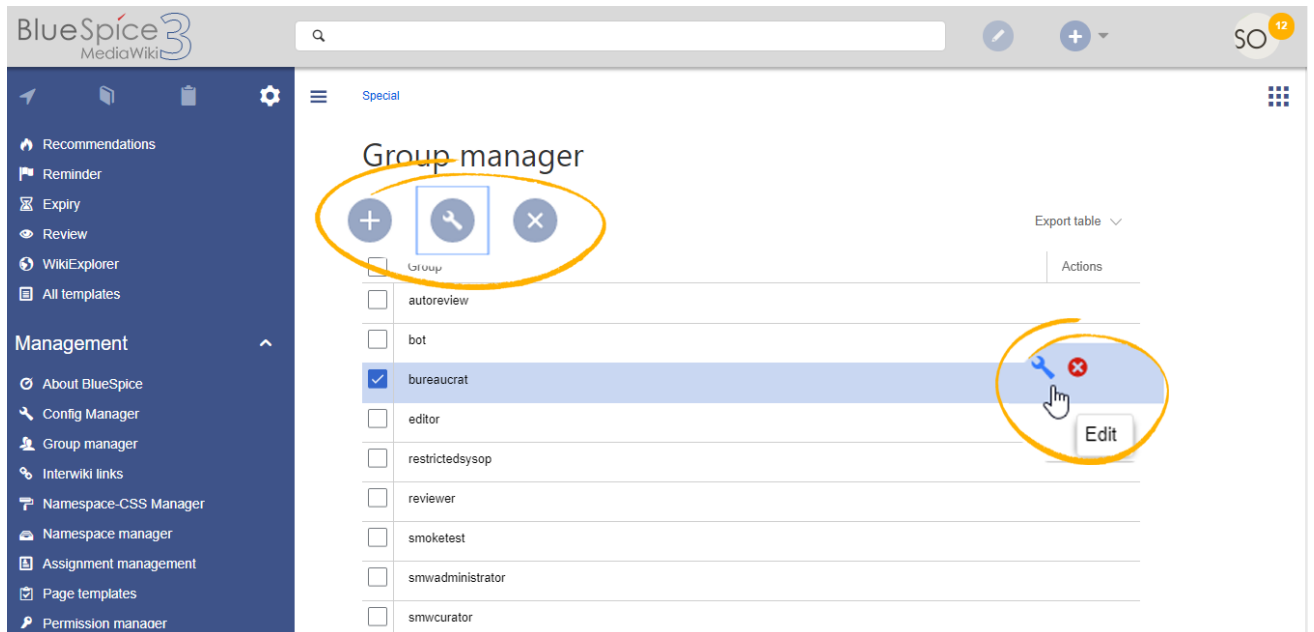 BlueSpice 3
MediaWiki
SO
12
Special
Recommendations
Reminder
Expiry
Review
WikiExplorer
All templates
Management
About BlueSpice
Config Manager
Group manager
Interwiki links
Namespace-CSS Manager
Namespace manager
Assignment management
Page templates
Permission manager
Group manager
Export table
Group
Actions
autoreview
bot
bureaucrat
Edit
editor
restrictedsysop
reviewer
smoketest
smwadministrator
smwcurator